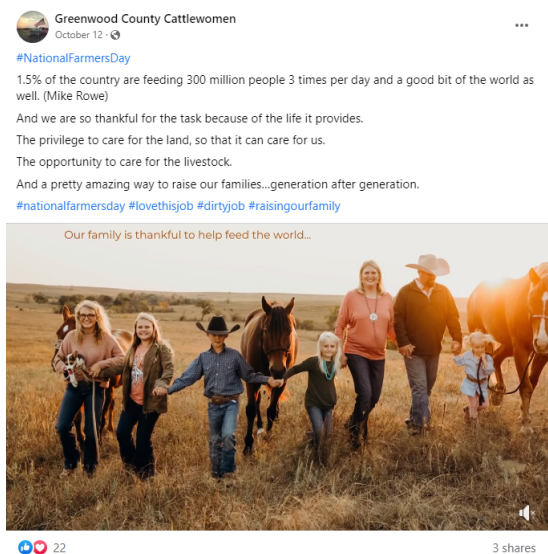 Greenwood County Cattlewomen
October 12 ·
#NationalFarmersDay
1.5% of the country are feeding 300 million people 3 times per day and a good bit of the world as
well. (Mike Rowe)
And we are so thankful for the task because of the life it provides.
The privilege to care for the land, so that it can care for us.
The opportunity to care for the livestock.
And a pretty amazing way to raise our families...generation after generation.
#nationalfarmersday #lovethisjob #dirtyjob #raisingourfamily
Our family is thankful to help feed the world...
22
3 shares